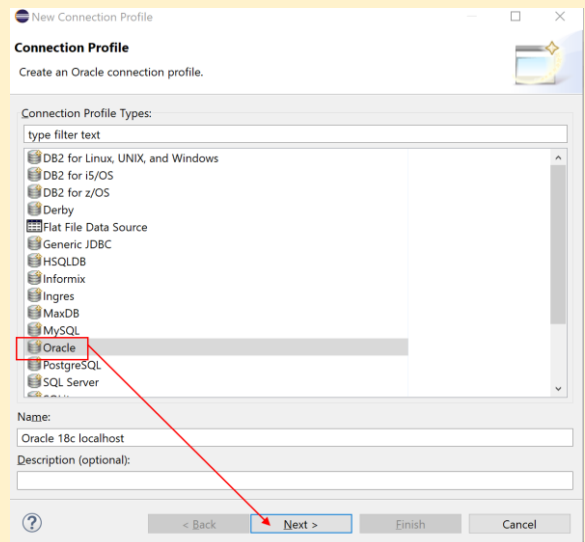 New Connection Profile
Connection Profile
Create an Oracle connection profile.
Connection Profile Types:
type filter text
DB2 for Linux, UNIX, and Windows
DB2 for i5/OS
DB2 for z/OS
Derby
Flat File Data Source
Generic JDBC
HSQLDB
Informix
Ingres
MaxDB
MySQL
Oracle
PostgreSQL
SQL Server
Name:
Oracle 18c localhost
Description (optional):
? < Back Next > Finish Cancel